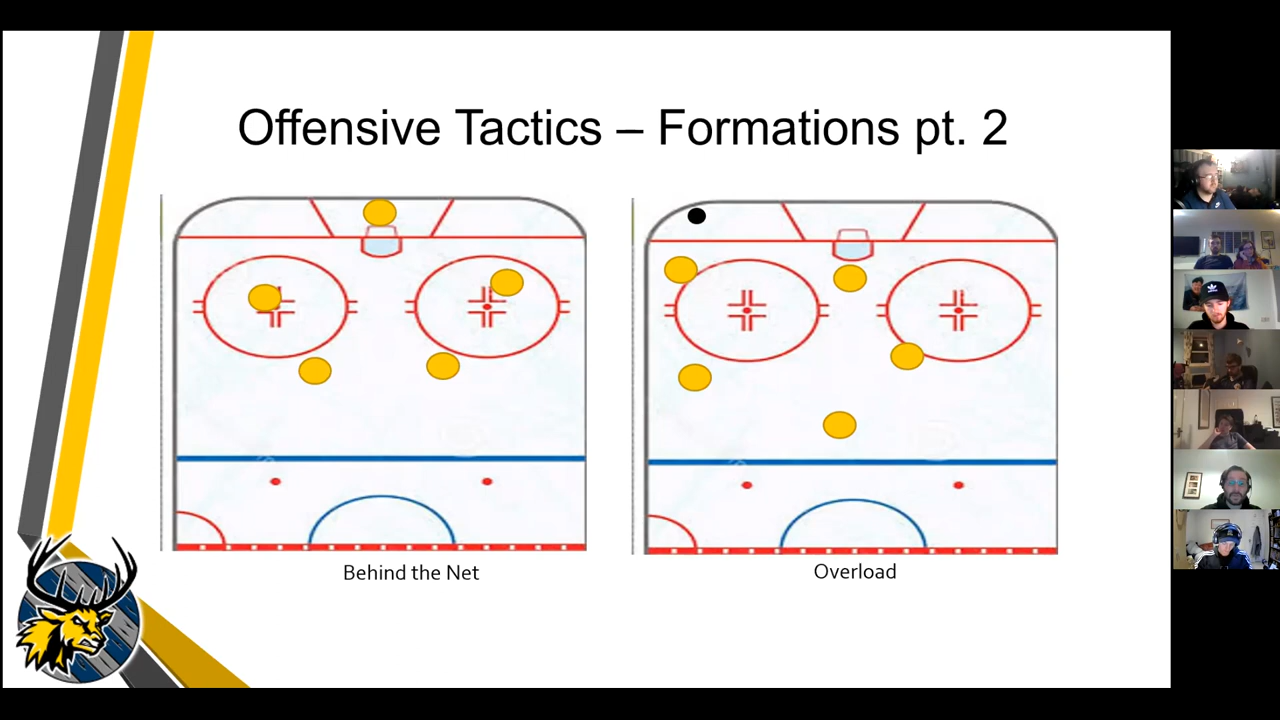 Offensive Tactics – Formations pt. 2
Behind the Net
Overload